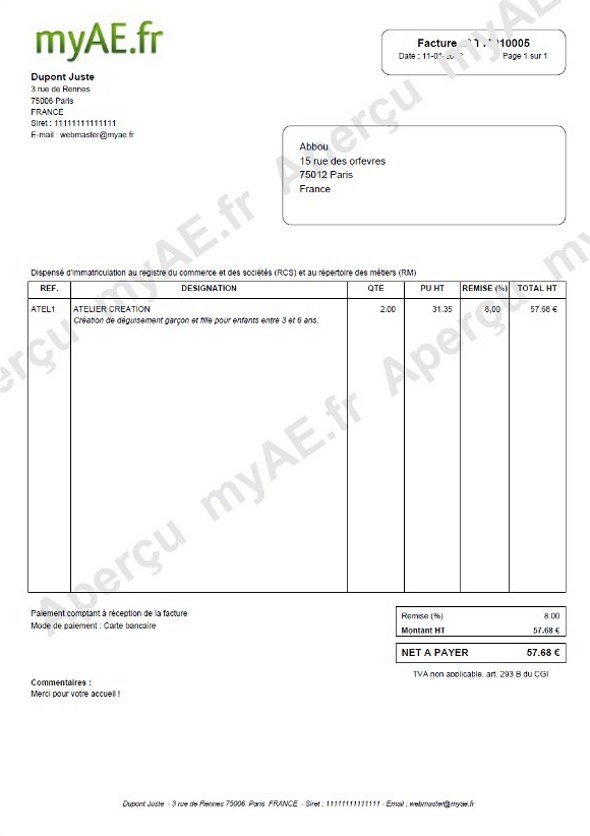 myAE.fr
Facture 10005
Date : 11-01- Page 1 sur 1
Dupont Juste
3 rue de Rennes
75006 Paris
FRANCE
Siret : 11111111111111
E-mail : webmaster@myae.fr
Abbou
15 rue des orfevres
75012 Paris
France
Dispensé d'immatriculation au registre du commerce et des sociétés (RCS) et au répertoire des métiers (RM)
REF. DESIGNATION QTE PU HT REMISE (%) TOTAL HT
ATEL1 ATELIER CREATION 2.00 31.35 8,00 57.68 €
Création de déguisement garçon et fille pour enfants entre 3 et 6 ans.
Paiement comptant à réception de la facture
Mode de paiement : Carte bancaire
Remise (%) 8.00
Montant HT 57.68 €
NET A PAYER 57.68 €
TVA non applicable, art. 293 B du CGI
Commentaires :
Merci pour votre accueil !
Dupont Juste - 3 rue de Rennes 75006 Paris FRANCE - Siret : 11111111111111 - Email : webmaster@myae.fr
Aperçu myAE.fr Aperçu myAE.fr
Aperçu myAE.fr Aperçu my